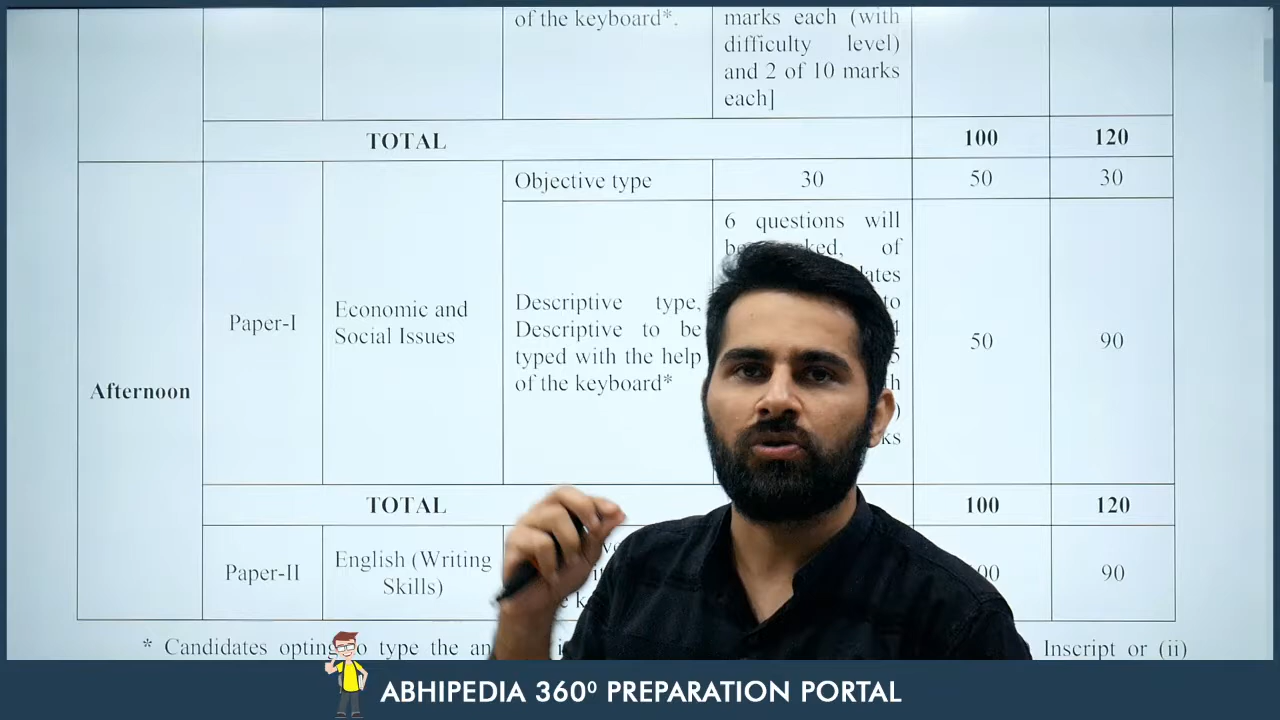 of the keyboard*.
marks each (with
difficulty level)
and 2 of 10 marks
each]
TOTAL 100 120
Afternoon
Paper-I
Economic and
Social Issues
Objective type 30 50 30
Descriptive type,
Descriptive to be
typed with the help
of the keyboard*
6 questions will
of
50 90
TOTAL 100 120
Paper-II
English (Writing
Skills)
90
* Candidates opting to type the
Inscript or (ii)
ABHIPEDIA 360⁰ PREPARATION PORTAL